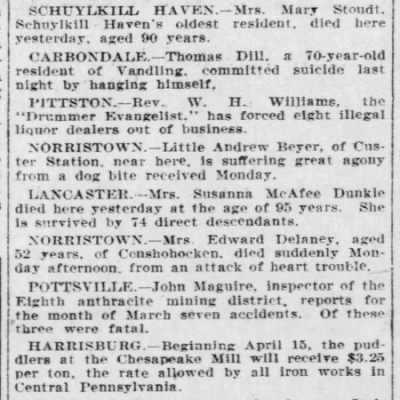 SCHUYLKILL HAVEN.—Mrs. Mary Stoudt,
Schuylkill Haven's oldest resident, died here
yesterday, aged 90 years.
CARBONDALE.—Thomas Dill, a 70-year-old
resident of Vandling, committed suicide last
night by hanging himself.
PITTSTON.—Rev. W. H. Williams, the
"Drummer Evangelist," has forced eight illegal
liquor dealers out of business.
NORRISTOWN.—Little Andrew Beyer, of Cus-
ter Station, near here, is suffering great agony
from a dog bite received Monday.
LANCASTER.—Mrs. Susanna McAfee Dunkle
died here yesterday at the age of 95 years. She
is survived by 74 direct descendants.
NORRISTOWN.—Mrs. Edward Delaney, aged
52 years, of Conshohocken, died suddenly Mon-
day afternoon, from an attack of heart trouble.
POTTSVILLE.—John Maguire, inspector of the
Eighth anthracite mining district, reports for
the month of March seven accidents. Of these
three were fatal.
HARRISBURG.—Beginning April 15, the pud-
dlers at the Chesapeake Mill will receive $3.25
per ton, the rate allowed by all iron works in
Central Pennsylvania.